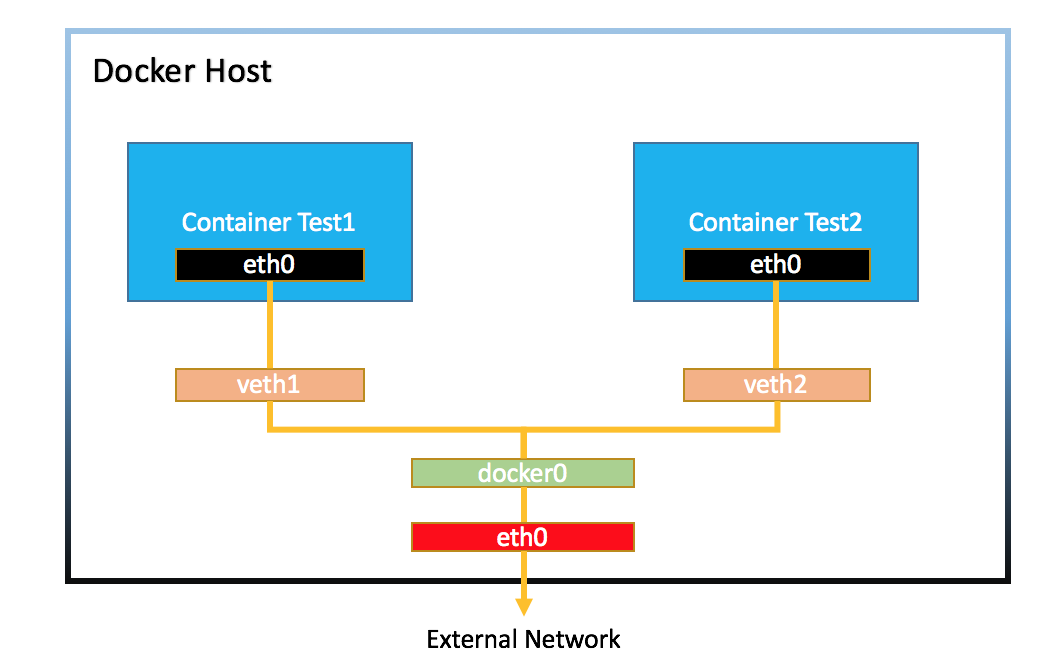 Docker Host
Container Test1
eth0
Container Test2
eth0
veth1
veth2
docker0
eth0
External Network